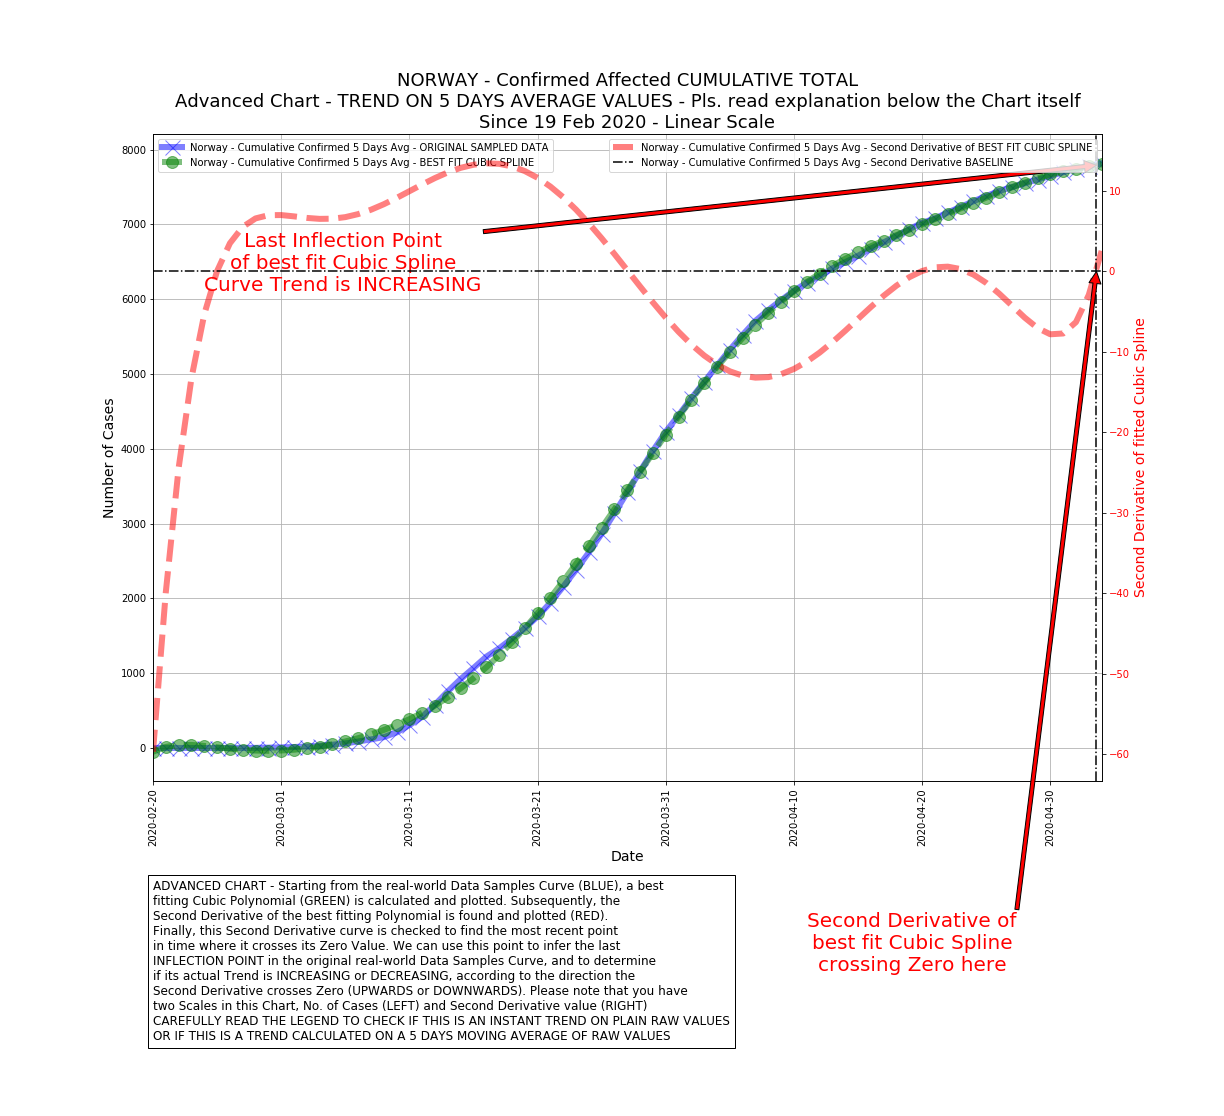 NORWAY - Confirmed Affected CUMULATIVE TOTAL
Advanced Chart - TREND ON 5 DAYS AVERAGE VALUES - Pls. read explanation below the Chart itself
Since 19 Feb 2020 - Linear Scale
Norway - Cumulative Confirmed 5 Days Avg - ORIGINAL SAMPLED DATA
Norway - Cumulative Confirmed 5 Days Avg - BEST FIT CUBIC SPLINE
Norway - Cumulative Confirmed 5 Days Avg - Second Derivative of BEST FIT CUBIC SPLINE
Norway - Cumulative Confirmed 5 Days Avg - Second Derivative BASELINE
Last Inflection Point
of best fit Cubic Spline
Curve Trend is INCREASING
Number of Cases
8000
7000
6000
5000
4000
3000
2000
1000
0
10
0
−10
−20
−30
−40
−50
−60
Second Derivative of fitted Cubic Spline
2020-02-20
2020-03-01
2020-03-11
2020-03-21
2020-03-31
2020-04-10
2020-04-20
2020-04-30
Date
ADVANCED CHART - Starting from the real-world Data Samples Curve (BLUE), a best
fitting Cubic Polynomial (GREEN) is calculated and plotted. Subsequently, the
Second Derivative of the best fitting Polynomial is found and plotted (RED).
Finally, this Second Derivative curve is checked to find the most recent point
in time where it crosses its Zero Value. We can use this point to infer the last
INFLECTION POINT in the original real-world Data Samples Curve, and to determine
if its actual Trend is INCREASING or DECREASING, according to the direction the
Second Derivative crosses Zero (UPWARDS or DOWNWARDS). Please note that you have
two Scales in this Chart, No. of Cases (LEFT) and Second Derivative value (RIGHT)
CAREFULLY READ THE LEGEND TO CHECK IF THIS IS AN INSTANT TREND ON PLAIN RAW VALUES
OR IF THIS IS A TREND CALCULATED ON A 5 DAYS MOVING AVERAGE OF RAW VALUES
Second Derivative of
best fit Cubic Spline
crossing Zero here